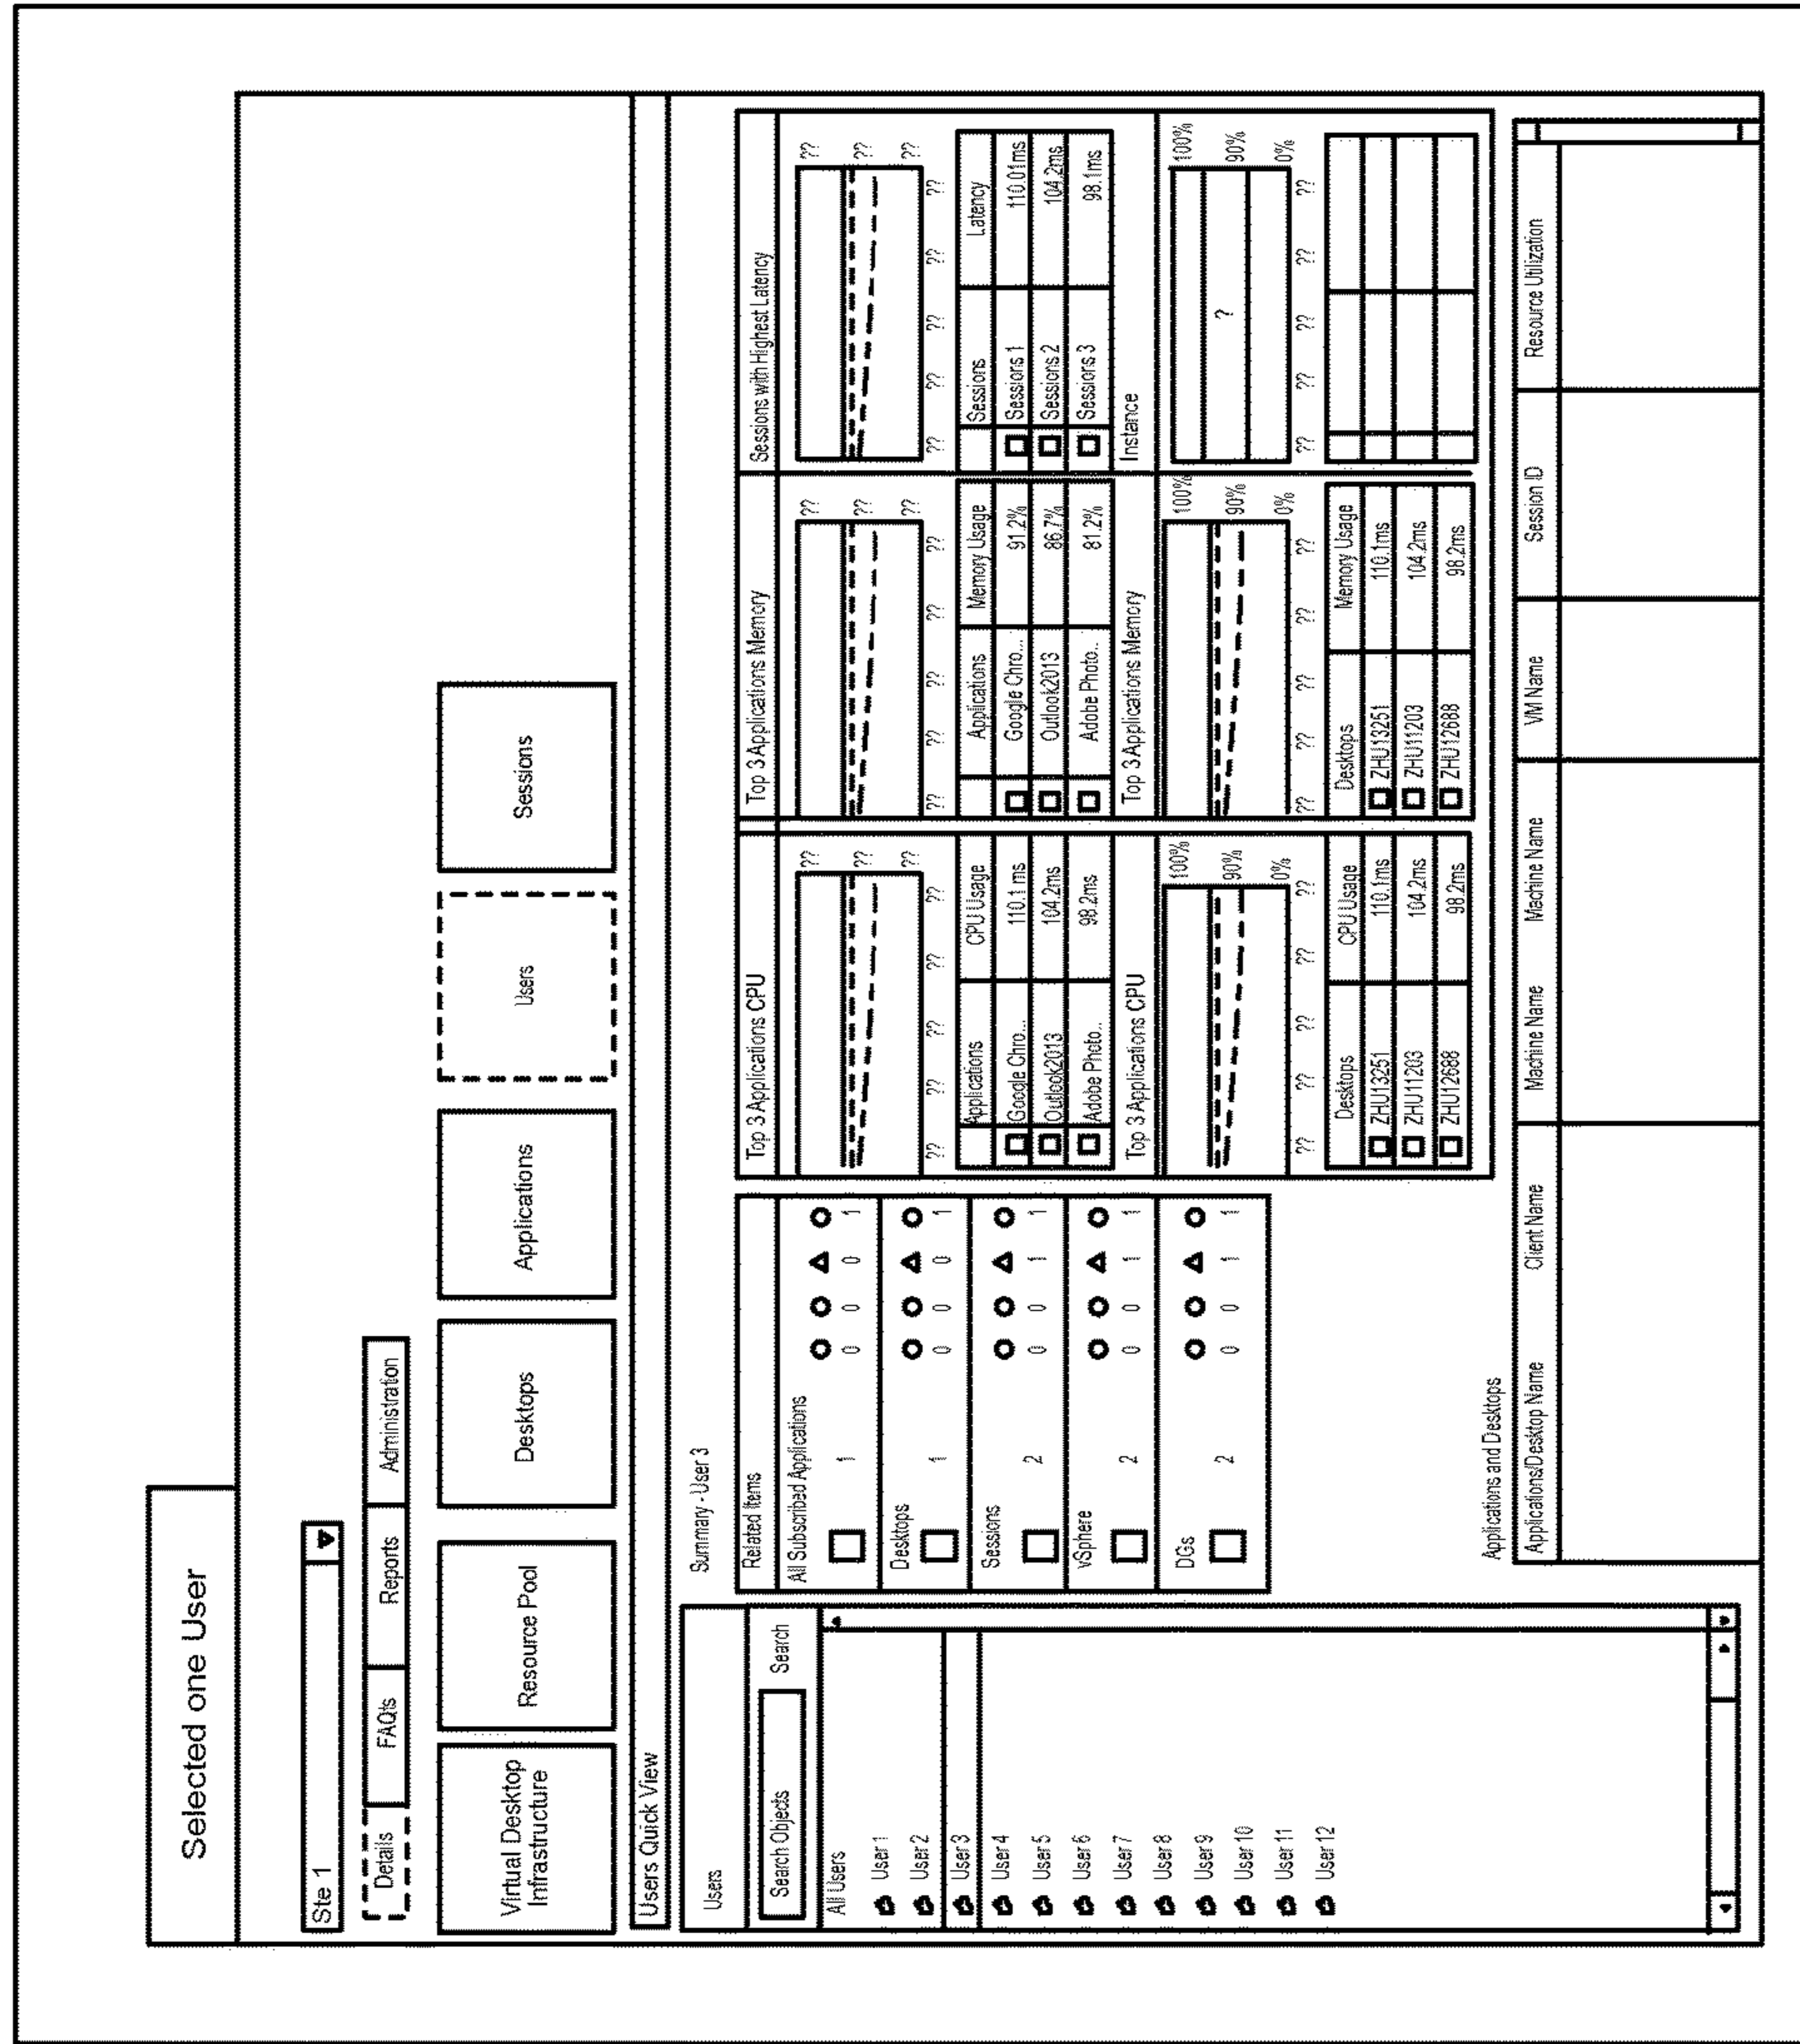 Selected one User
Ste 1
Details FAQts Reports Administration
Virtual Desktop Infrastructure
Resource Pool
Desktops
Applications
Users
Sessions
Users Quick View
Users
Search Objects Search
All Users
User 1
User 2
User 3
User 4
User 5
User 6
User 7
User 8
User 9
User 10
User 11
User 12
Summary - User 3
Related Items
All Subscribed Applications
1 0 0 0 1
Desktops
1 0 0 0 1
Sessions
2 0 0 1 1
vSphere
2 0 0 1 1
DGs
2 0 0 1 1
Top 3 Applications CPU
??
??
??
?? ?? ?? ?? ??
Applications CPU Usage
Google Chro... 110.1 ms
Outlook2013 104.2ms
Adobe Photo... 98.2ms
Top 3 Applications Memory
??
??
??
?? ?? ?? ?? ??
Applications Memory Usage
Google Chro... 91.2%
Outlook2013 86.7%
Adobe Photo... 81.2%
Sessions with Highest Latency
??
??
??
?? ?? ?? ?? ??
Sessions Latency
Sessions 1 110.01ms
Sessions 2 104.2ms
Sessions 3 98.1ms
Top 3 Applications CPU
100%
90%
0%
?? ?? ?? ?? ??
Desktops CPU Usage
ZHU13251 110.1ms
ZHU11203 104.2ms
ZHU12688 98.2ms
Top 3 Applications Memory
100%
90%
0%
?? ?? ?? ?? ??
Desktops Memory Usage
ZHU13251 110.1ms
ZHU11203 104.2ms
ZHU12688 98.2ms
Instance
100%
?
90%
0%
?? ?? ?? ?? ??
Applications and Desktops
Applications/Desktop Name Client Name Machine Name Machine Name VM Name Session ID Resource Utilization